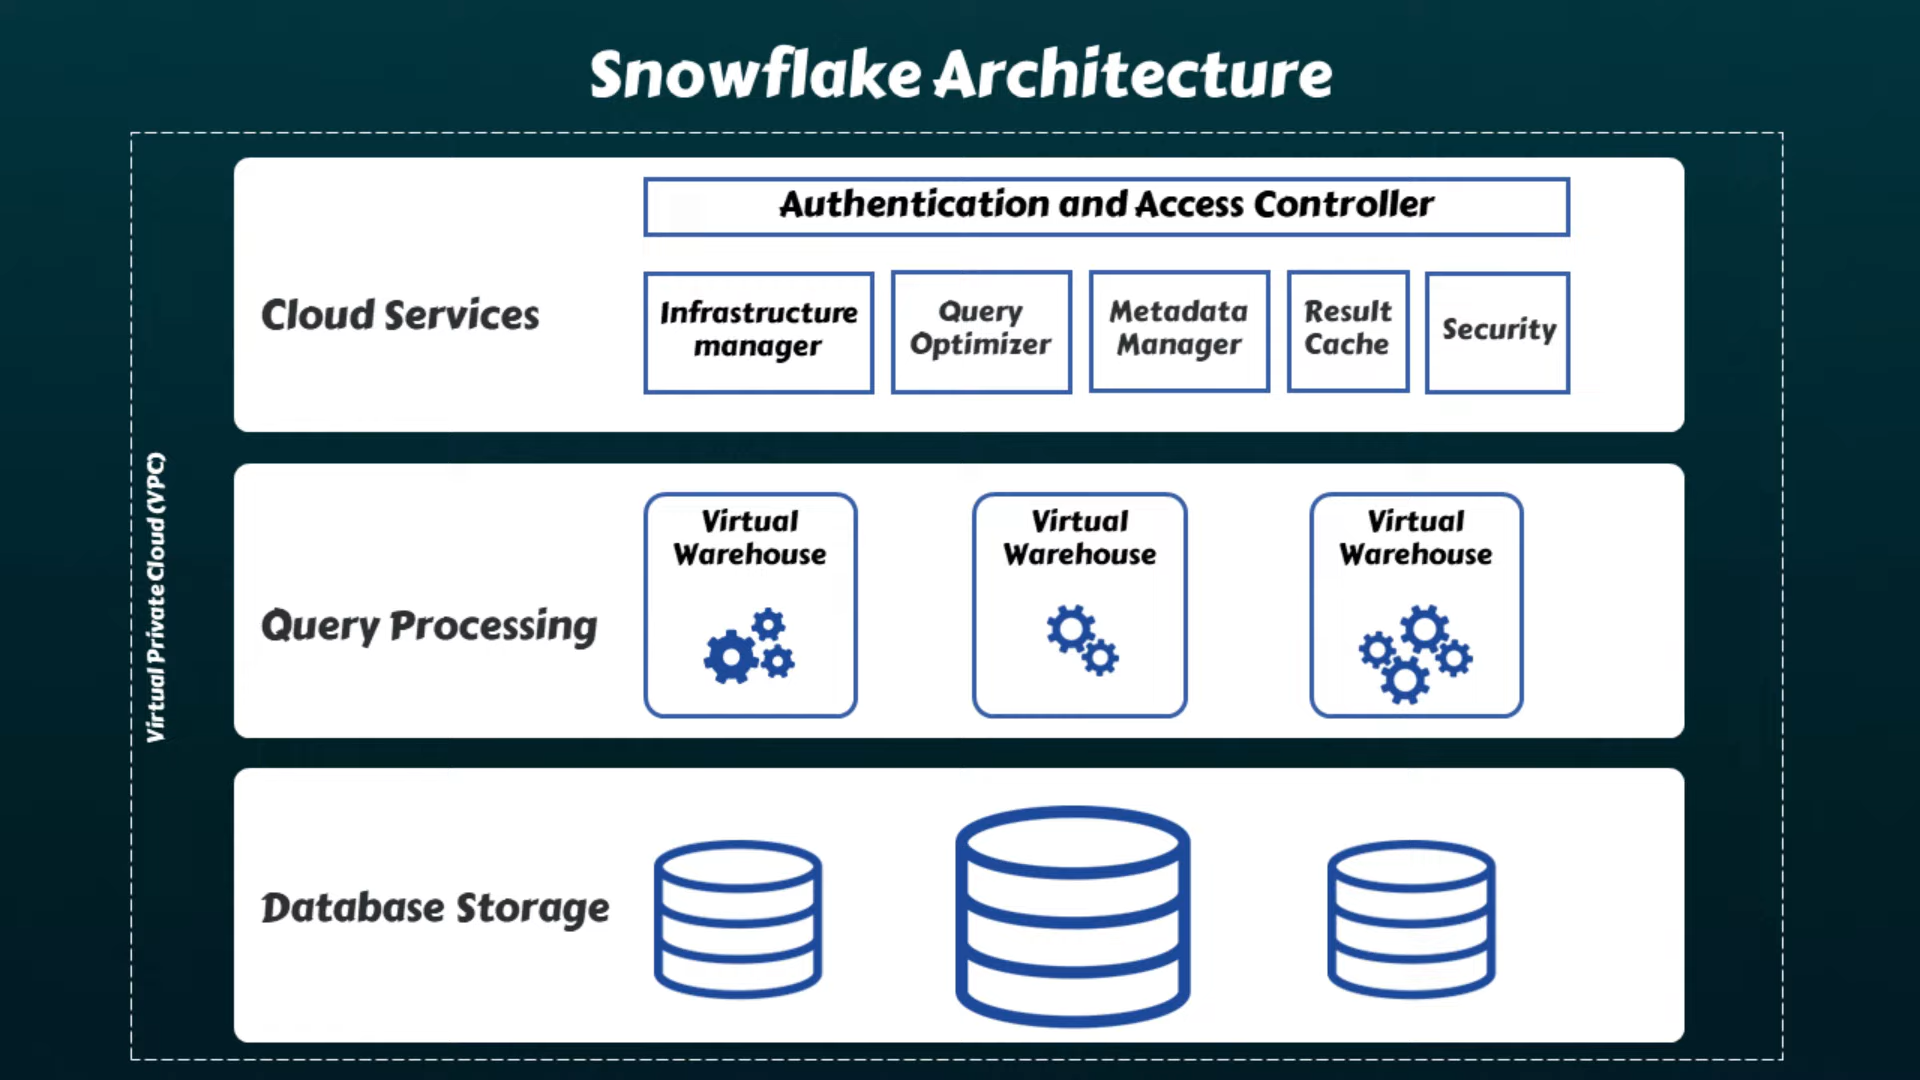 Snowflake Architecture
Virtual Private Cloud (VPC)
Cloud Services
Authentication and Access Controller
Infrastructure
manager
Query
Optimizer
Metadata
Manager
Result
Cache
Security
Query Processing
Virtual
Warehouse
Virtual
Warehouse
Virtual
Warehouse
Database Storage